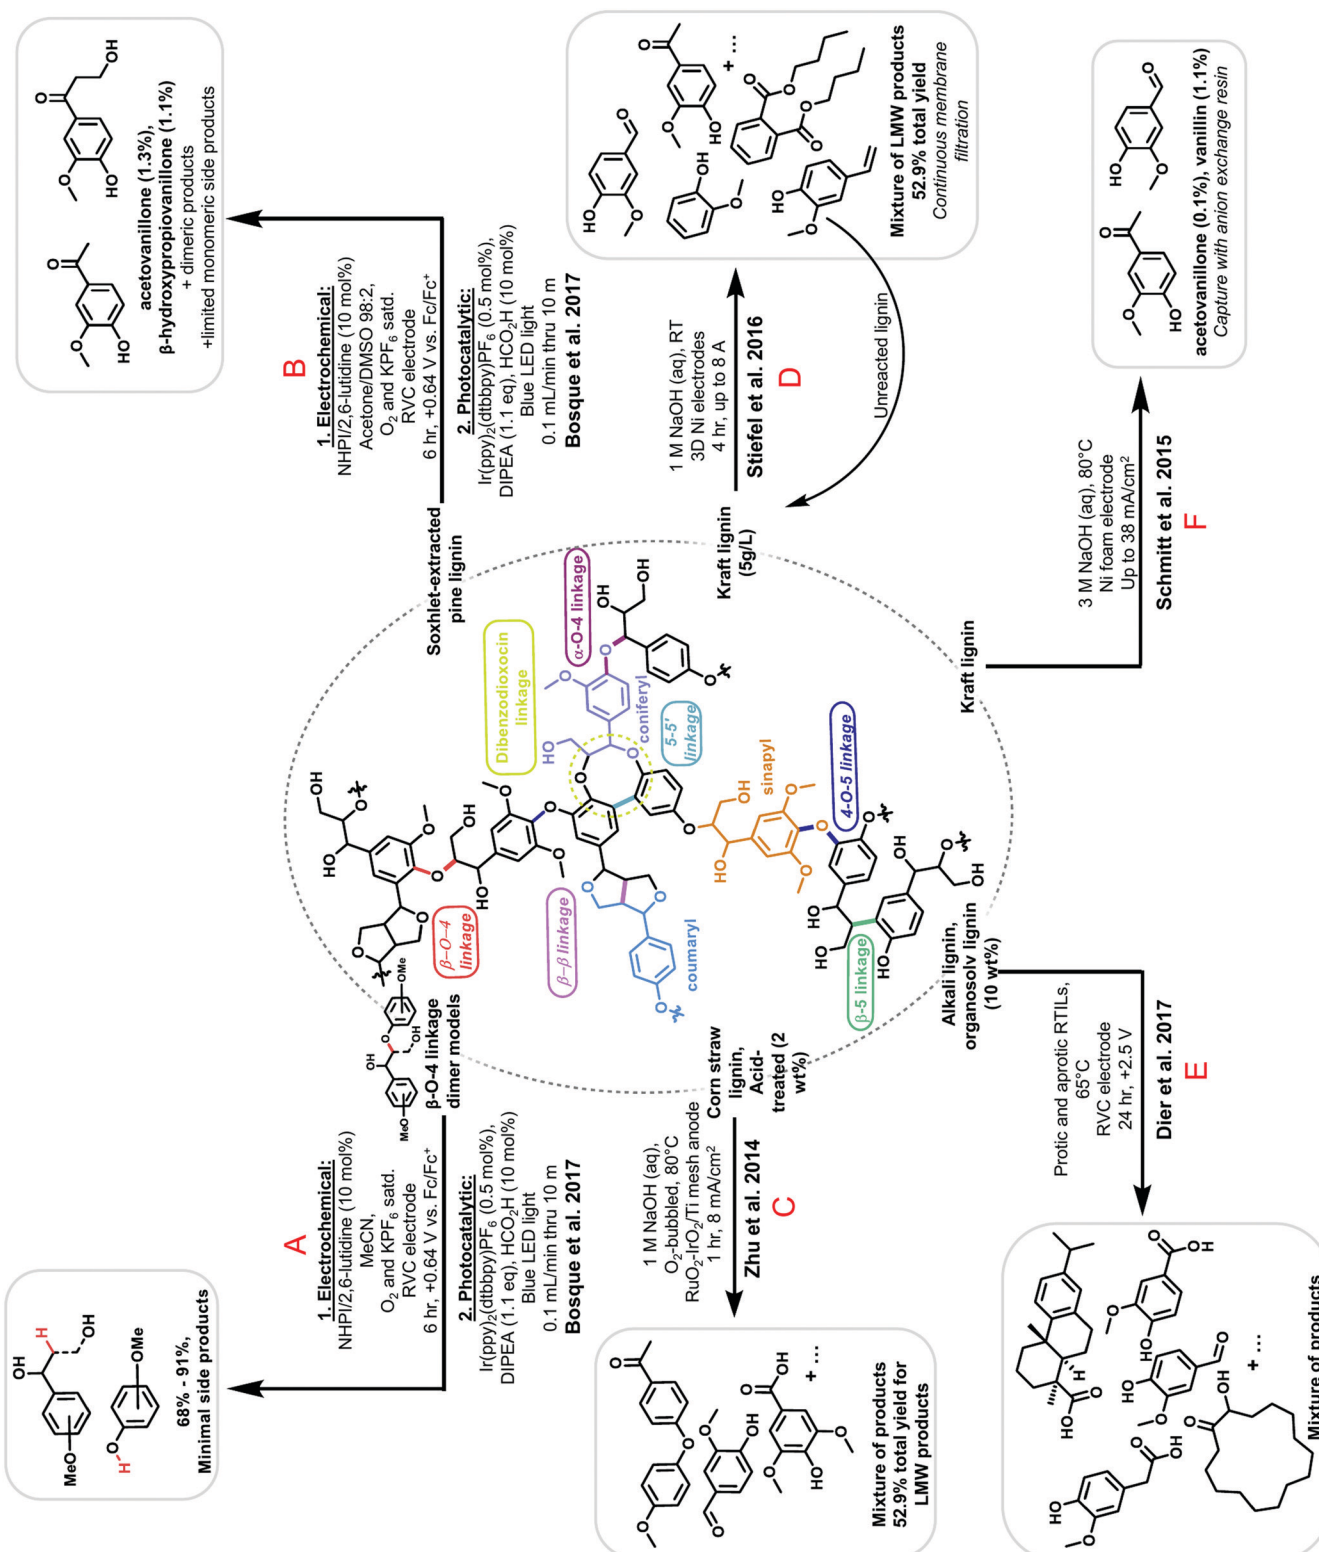 A
1. Electrochemical:
NHPI/2,6-lutidine (10 mol%)
MeCN,
O₂ and KPF₆ satd.
RVC electrode
6 hr, +0.64 V vs. Fc/Fc⁺
2. Photocatalytic:
Ir(ppy)₂(dtbbpy)PF₆ (0.5 mol%),
DIPEA (1.1 eq), HCO₂H (10 mol%)
Blue LED light
0.1 mL/min thru 10 m
Bosque et al. 2017
MeO
OH
H
OH
H
O
OMe
68% - 91%,
Minimal side products
β-O-4 linkage
dimer models
MeO
OH
O
OH
OMe
B
1. Electrochemical:
NHPI/2,6-lutidine (10 mol%)
Acetone/DMSO 98:2,
O₂ and KPF₆ satd.
RVC electrode
6 hr, +0.64 V vs. Fc/Fc⁺
2. Photocatalytic:
Ir(ppy)₂(dtbbpy)PF₆ (0.5 mol%),
DIPEA (1.1 eq), HCO₂H (10 mol%)
Blue LED light
0.1 mL/min thru 10 m
Bosque et al. 2017
Soxhlet-extracted
pine lignin
O
O
HO
O
OH
O
HO
acetovanillone (1.3%),
β-hydroxypropiovanillone (1.1%)
+ dimeric products
+limited monomeric side products
β–O–4
linkage
Dibenzodioxocin
linkage
α-O-4 linkage
β–β linkage
5-5'
linkage
coniferyl
coumaryl
sinapyl
4-O-5 linkage
β-5 linkage
Corn straw
lignin,
Acid-
treated (2
wt%)
1 M NaOH (aq),
O₂-bubbled, 80°C
RuO₂-IrO₂/Ti mesh anode
1 hr, 8 mA/cm²
Zhu et al. 2014
C
Mixture of products
52.9% total yield for
LMW products
+ ...
Kraft lignin
(5g/L)
1 M NaOH (aq), RT
3D Ni electrodes
4 hr, up to 8 A
Stiefel et al. 2016
D
Unreacted lignin
Mixture of LMW products
52.9% total yield
Continuous membrane
filtration
+ ...
Alkali lignin,
organosolv lignin
(10 wt%)
Protic and aprotic RTILs,
65°C
RVC electrode
24 hr, +2.5 V
Dier et al. 2017
E
+ ...
Mixture of products
Kraft lignin
3 M NaOH (aq), 80°C
Ni foam electrode
Up to 38 mA/cm²
Schmitt et al. 2015
F
acetovanillone (0.1%), vanillin (1.1%)
Capture with anion exchange resin